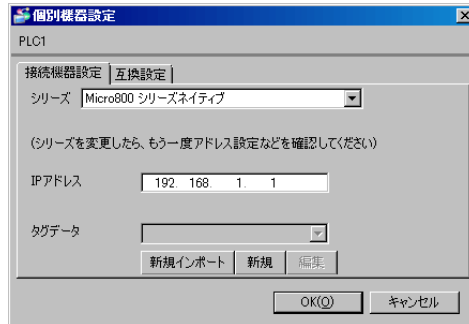 個別機器設定
PLC1
接続機器設定 互換設定
シリーズ Micro800 シリーズネイティブ
(シリーズを変更したら、もう一度アドレス設定などを確認してください)
IPアドレス 192. 168. 1. 1
タグデータ
新規インポート 新規 編集
OK(O) キャンセル